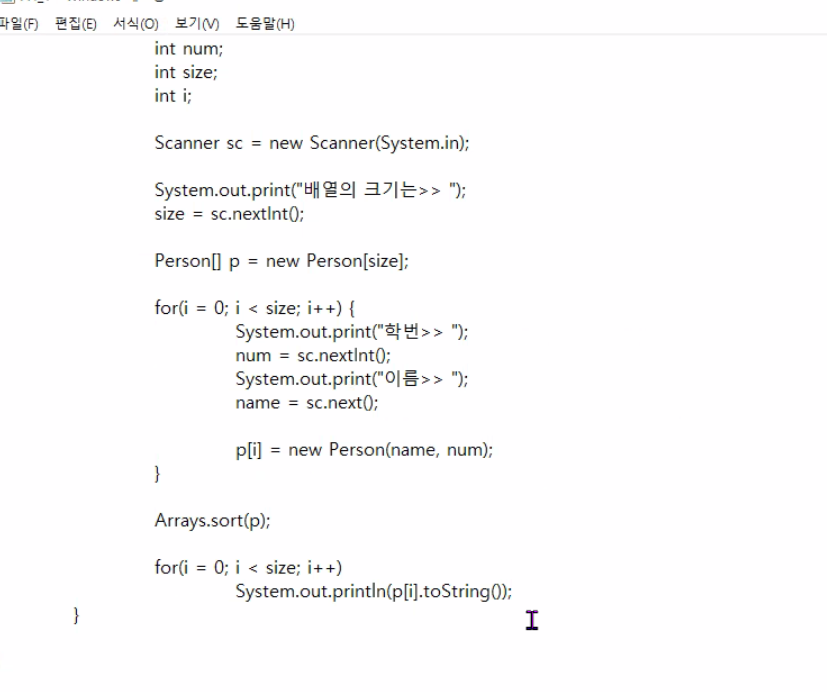 파일(F) 편집(E) 서식(O) 보기(V) 도움말(H)
int num;
int size;
int i;
Scanner sc = new Scanner(System.in);
System.out.print("배열의 크기는>> ");
size = sc.nextInt();
Person[] p = new Person[size];
for(i = 0; i < size; i++) {
System.out.print("학번>> ");
num = sc.nextInt();
System.out.print("이름>> ");
name = sc.next();
p[i] = new Person(name, num);
}
Arrays.sort(p);
for(i = 0; i < size; i++)
System.out.println(p[i].toString());
}